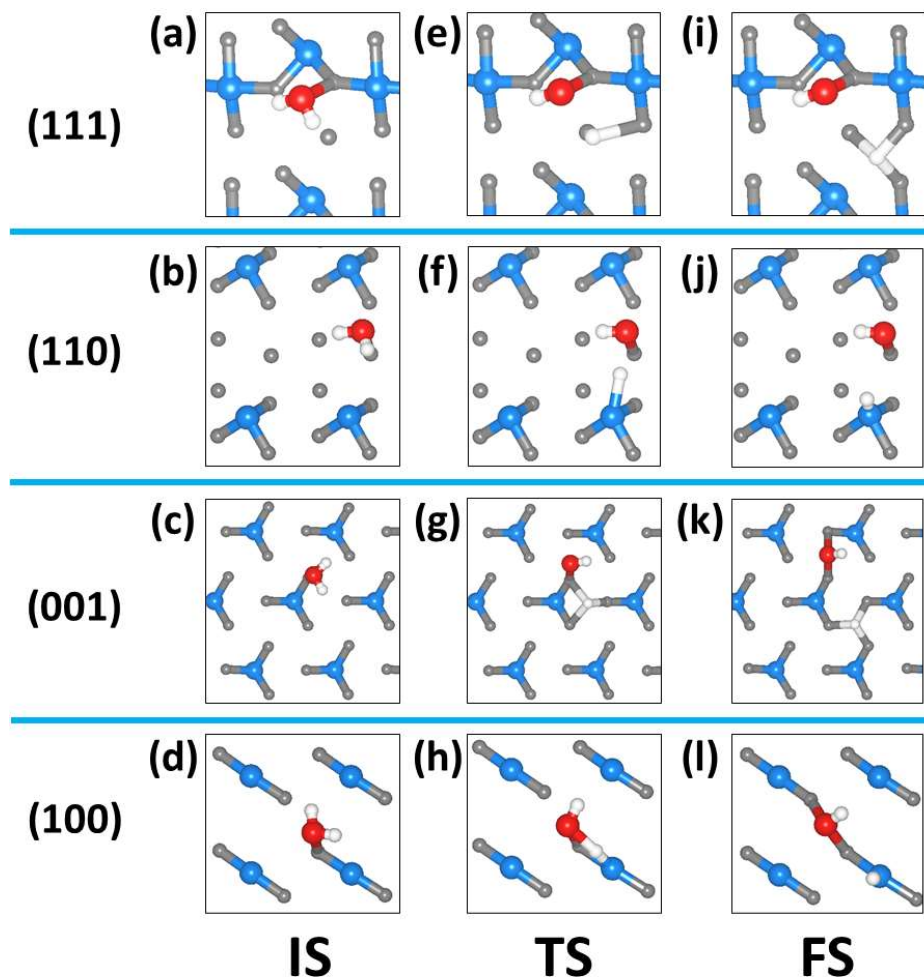 (a) (e) (i)
(111)
(b) (f) (j)
(110)
(c) (g) (k)
(001)
(d) (h) (l)
(100)
IS TS FS